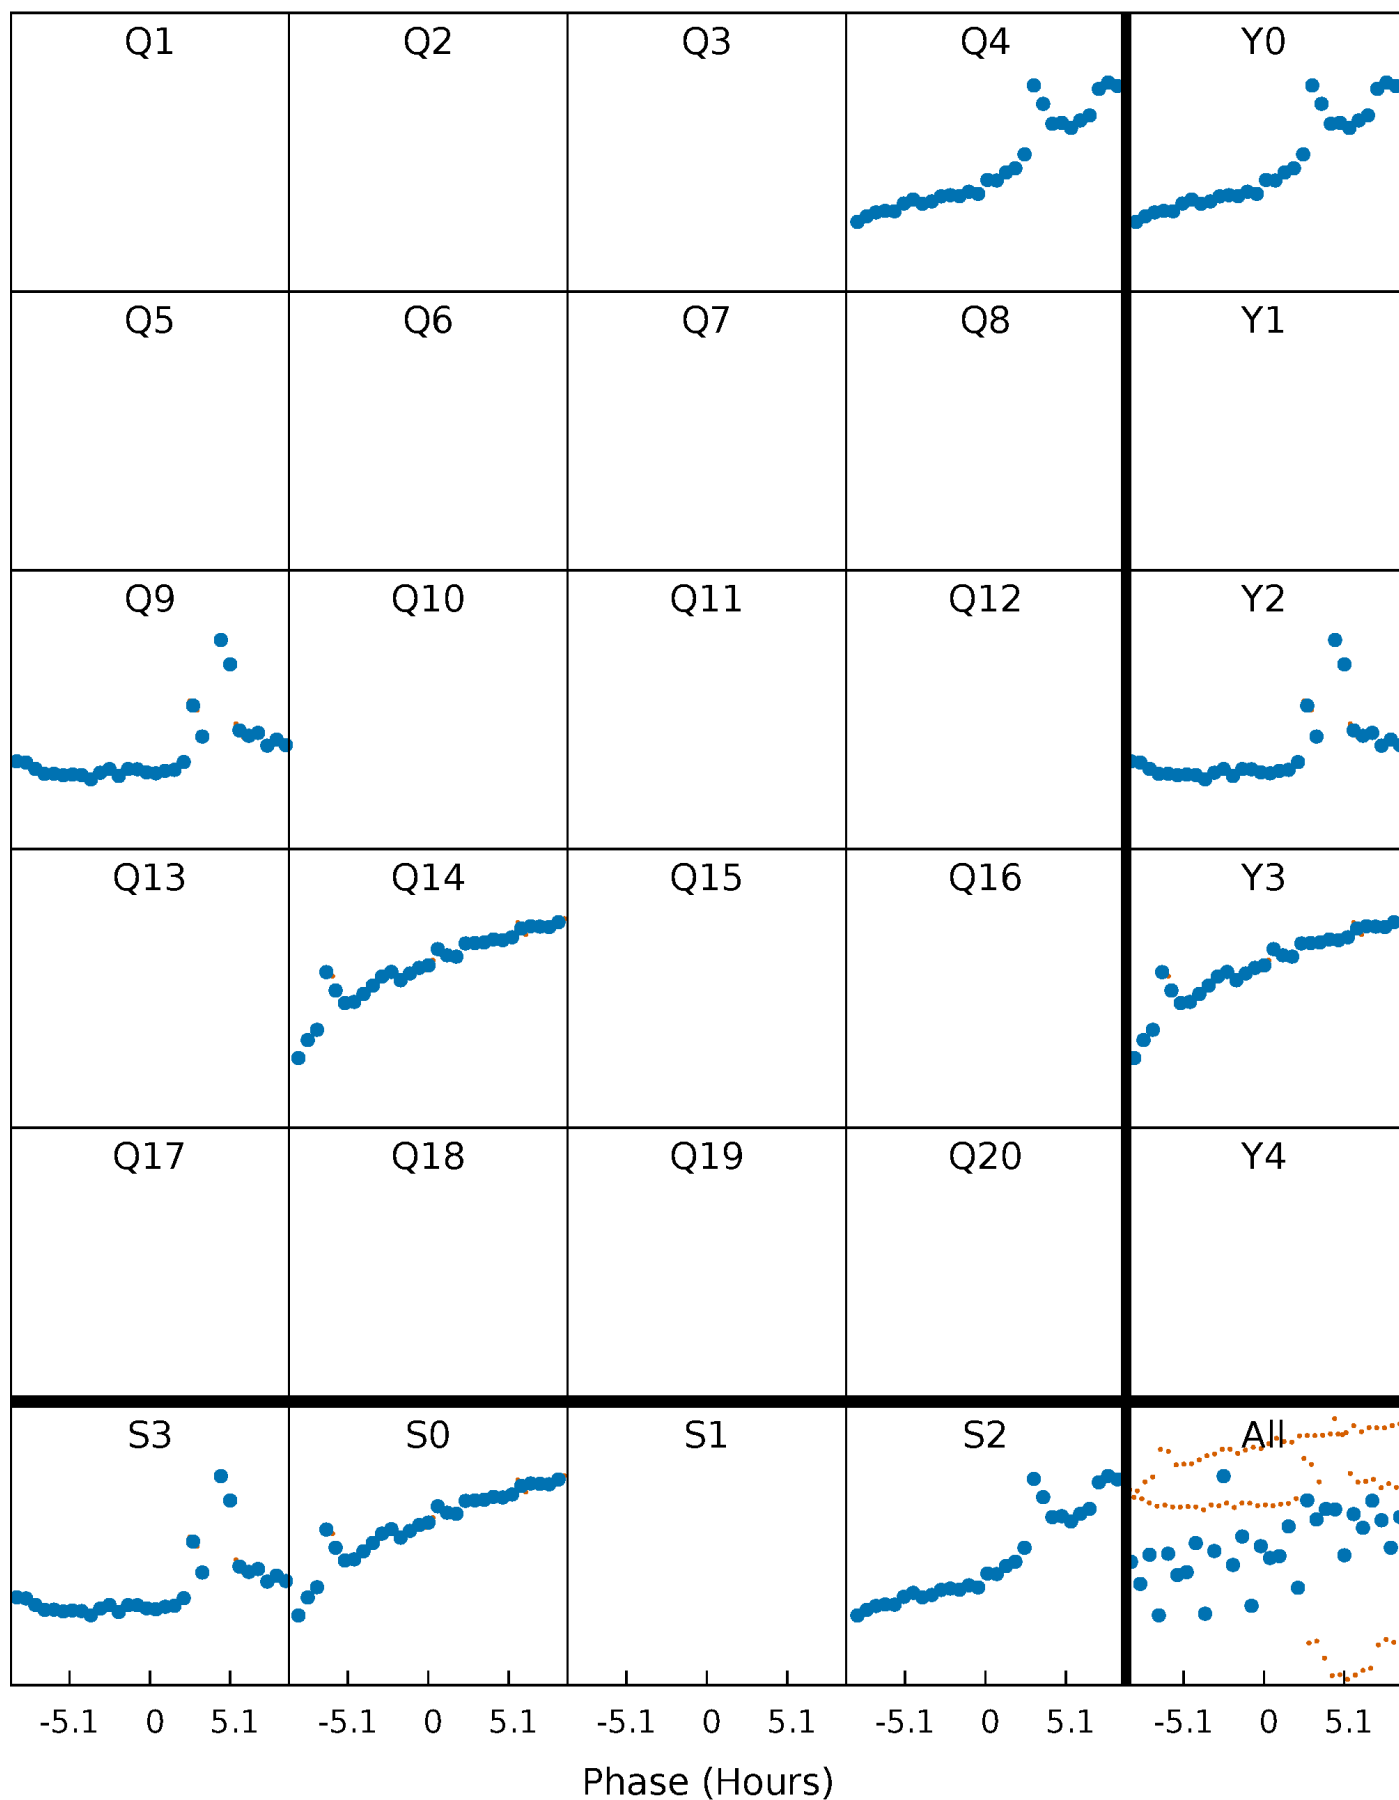 Q1 Q2 Q3 Q4 Y0
Q5 Q6 Q7 Q8 Y1
Q9 Q10 Q11 Q12 Y2
Q13 Q14 Q15 Q16 Y3
Q17 Q18 Q19 Q20 Y4
S3 S0 S1 S2 All
-5.1 0 5.1 -5.1 0 5.1 -5.1 0 5.1 -5.1 0 5.1 -5.1 0 5.1
Phase (Hours)